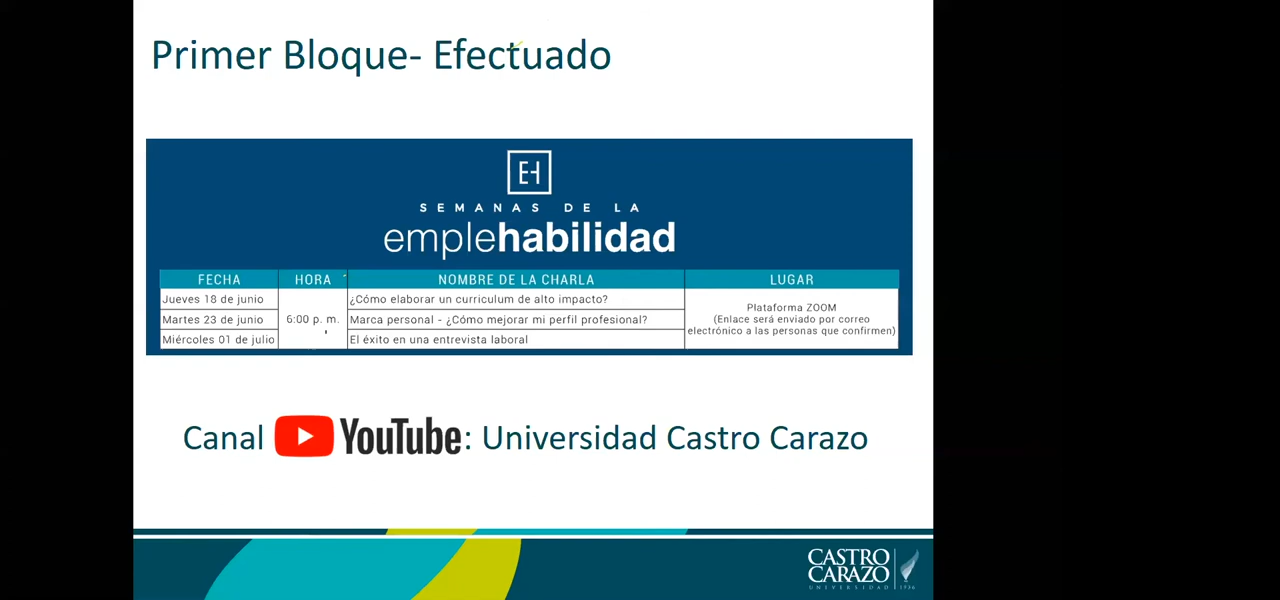 Primer Bloque- Efectuado
EH
SEMANAS DE LA
emplehabilidad
FECHA HORA NOMBRE DE LA CHARLA LUGAR
Jueves 18 de junio ¿Cómo elaborar un curriculum de alto impacto?
Martes 23 de junio 6:00 p. m. Marca personal - ¿Cómo mejorar mi perfil profesional?
Miércoles 01 de julio El éxito en una entrevista laboral
Plataforma ZOOM
(Enlace será enviado por correo
electrónico a las personas que confirmen)
Canal YouTube: Universidad Castro Carazo
CASTRO
CARAZO
UNIVERSIDAD 1936